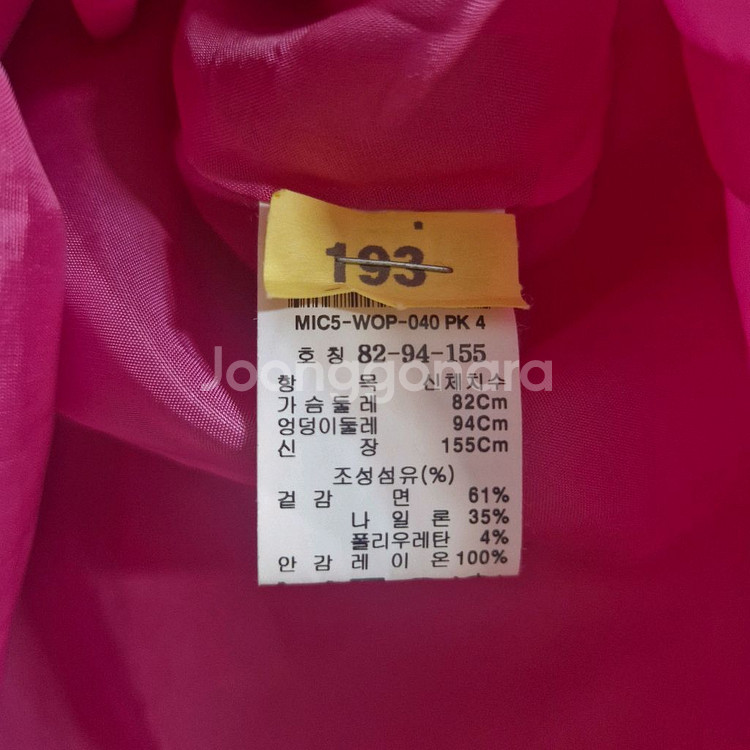 193
MIC5-WOP-040 PK 4
호 칭 82-94-155
Joonggonara
항 목 신체치수
가슴둘레 82Cm
엉덩이둘레 94Cm
신 장 155Cm
조성섬유(%)
겉 감 면 61%
나 일 론 35%
폴리우레탄 4%
안 감 레 이 온 100%